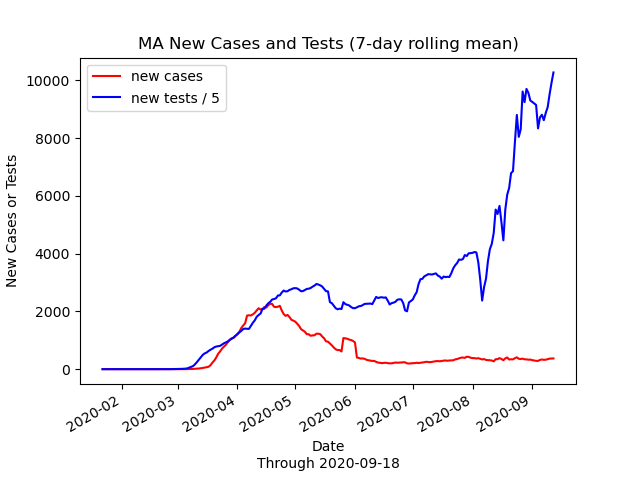 MA New Cases and Tests (7-day rolling mean)
new cases
new tests / 5
10000
8000
6000
4000
2000
0
New Cases or Tests
2020-02
2020-03
2020-04
2020-05
2020-06
2020-07
2020-08
2020-09
Date
Through 2020-09-18